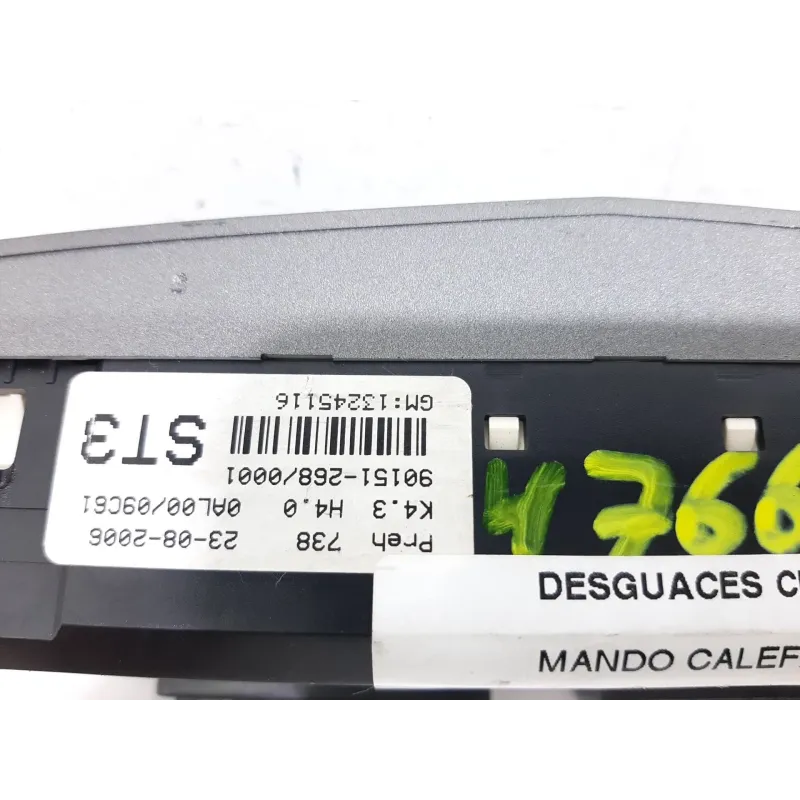 Preh 738 23-08-2006
K4.3 H4.0 0AL00/09C61
90151-268/0001
ST3
GM:13245116
4766
DESGUACES
MANDO